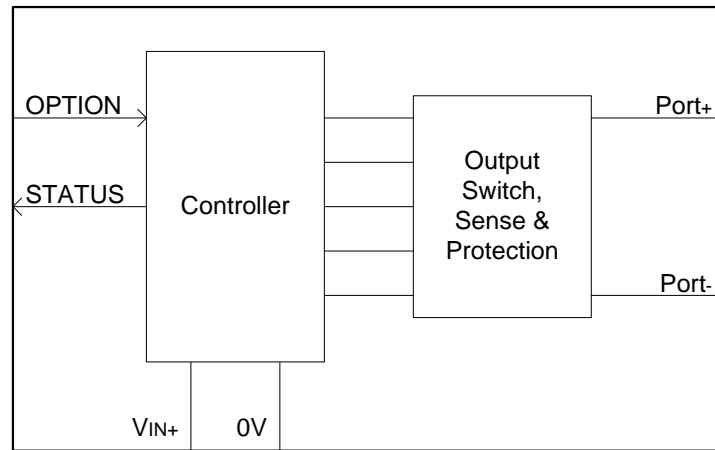 OPTION
STATUS
Controller
Output
Switch,
Sense &
Protection
Port+
Port-
VIN+
0V